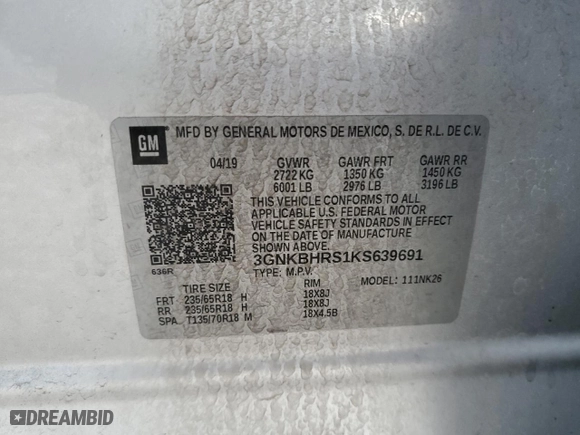 GM MFD BY GENERAL MOTORS DE MEXICO, S. DE R.L. DE C.V.
04/19 GVWR GAWR FRT GAWR RR
2722 KG 1350 KG 1450 KG
6001 LB 2976 LB 3196 LB
THIS VEHICLE CONFORMS TO ALL
APPLICABLE U.S. FEDERAL MOTOR
VEHICLE SAFETY STANDARDS IN EFFECT
ON THE DATE OF MANUFACTURE
SHOWN ABOVE.
3GNKBHRS1KS639691
636R TYPE: M.P.V. MODEL: 111NK26
TIRE SIZE RIM
FRT 235/65R18 H 18X8J
RR 235/65R18 H 18X8J
SPA T135/70R18 M 18X4.5B
DREAMBID